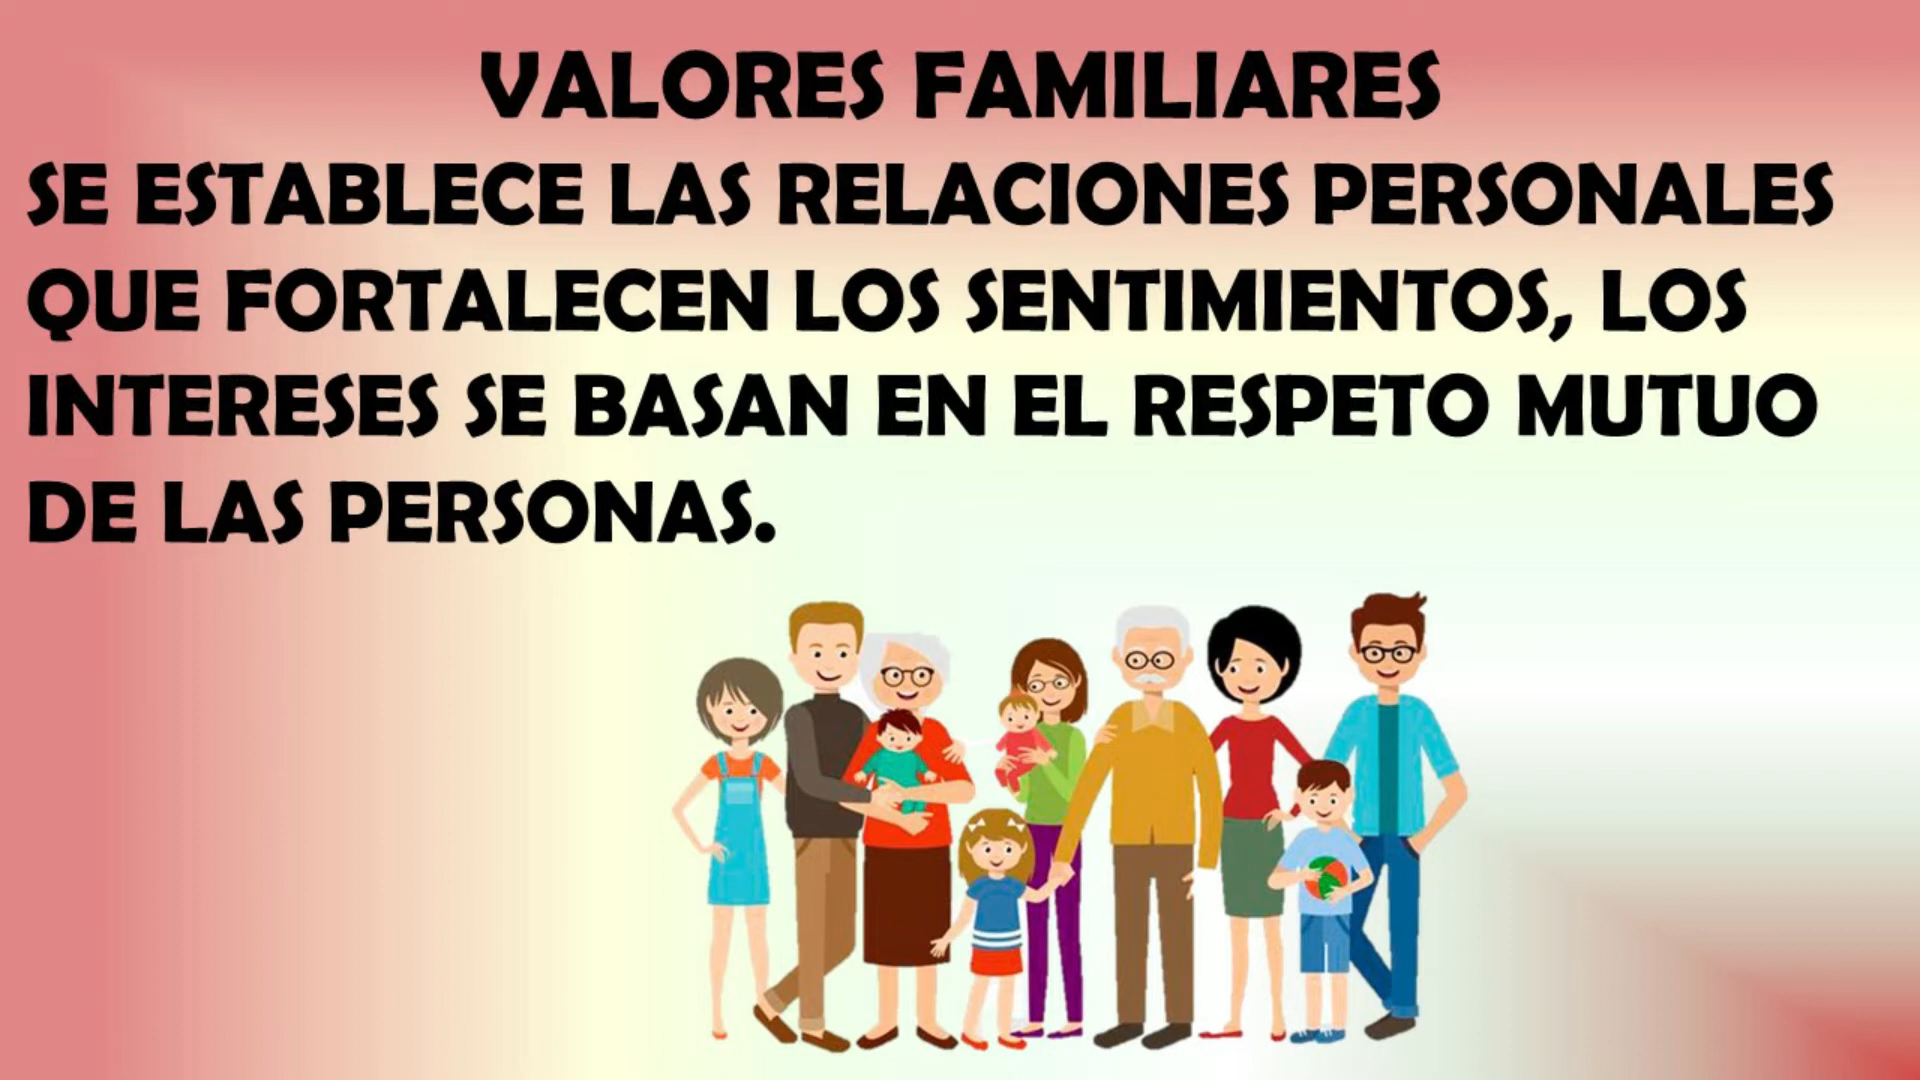 VALORES FAMILIARES
SE ESTABLECE LAS RELACIONES PERSONALES
QUE FORTALECEN LOS SENTIMIENTOS, LOS
INTERESES SE BASAN EN EL RESPETO MUTUO
DE LAS PERSONAS.